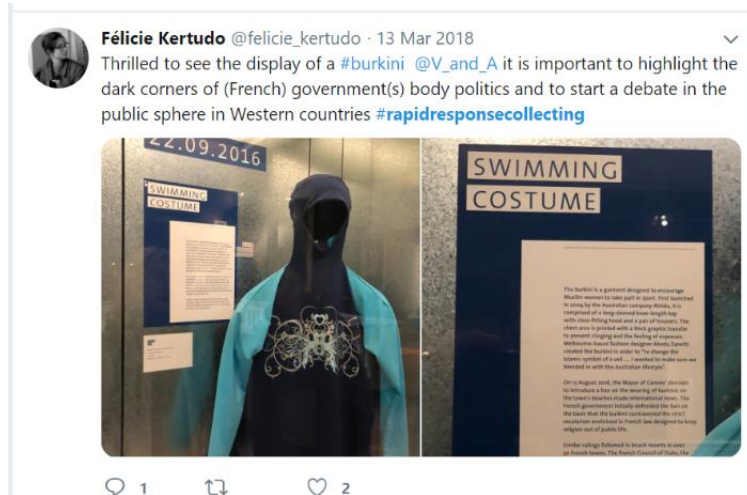 Félicie Kertudo @felicie_kertudo · 13 Mar 2018
Thrilled to see the display of a #burkini @V_and_A it is important to highlight the
dark corners of (French) government(s) body politics and to start a debate in the
public sphere in Western countries #rapidresponsecollecting
22.09.2016
SWIMMING
COSTUME
SWIMMING
COSTUME
The burkini is a garment designed to encourage
Muslim women to take part in sport. First launched
in 2004 by the Australian company Ahiida, it is
comprised of a long-sleeved knee-length top
with close-fitting hood and a pair of trousers. The
chest area is printed with a thick graphic transfer
to prevent clinging and the feeling of exposure.
Melbourne-based fashion designer Aheda Zanetti
created the burkini in order to "to change the
Islamic symbol of a veil ... I wanted to make sure we
blended in with the Australian lifestyle".
On 13 August 2016, the Mayor of Cannes' decision
to introduce a ban on the wearing of burkinis on
the town's beaches made international news. The
French government initially defended the ban on
the basis that the burkini contravened the
secularism enshrined in French law designed to keep
religion out of public life.
Similar rulings followed in beach resorts in over
French towns. The French Council of State, the
1
2